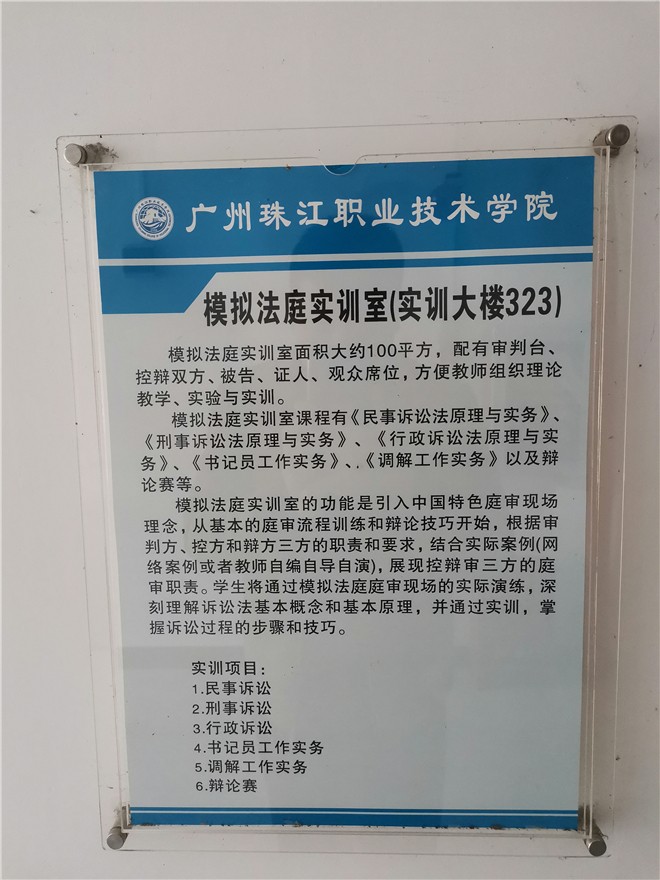 广州珠江职业技术学院
模拟法庭实训室(实训大楼323)
模拟法庭实训室面积大约100平方，配有审判台、
控辩双方、被告、证人、观众席位，方便教师组织理论
教学、实验与实训。
模拟法庭实训室课程有《民事诉讼法原理与实务》、
《刑事诉讼法原理与实务》、《行政诉讼法原理与实
务》、《书记员工作实务》、《调解工作实务》以及辩
论赛等。
模拟法庭实训室的功能是引入中国特色庭审现场
理念，从基本的庭审流程训练和辩论技巧开始，根据审
判方、控方和辩方三方的职责和要求，结合实际案例(网
络案例或者教师自编自导自演)，展现控辩审三方的庭
审职责。学生将通过模拟法庭庭审现场的实际演练，深
刻理解诉讼法基本概念和基本原理，并通过实训，掌
握诉讼过程的步骤和技巧。
实训项目：
1.民事诉讼
2.刑事诉讼
3.行政诉讼
4.书记员工作实务
5.调解工作实务
6.辩论赛